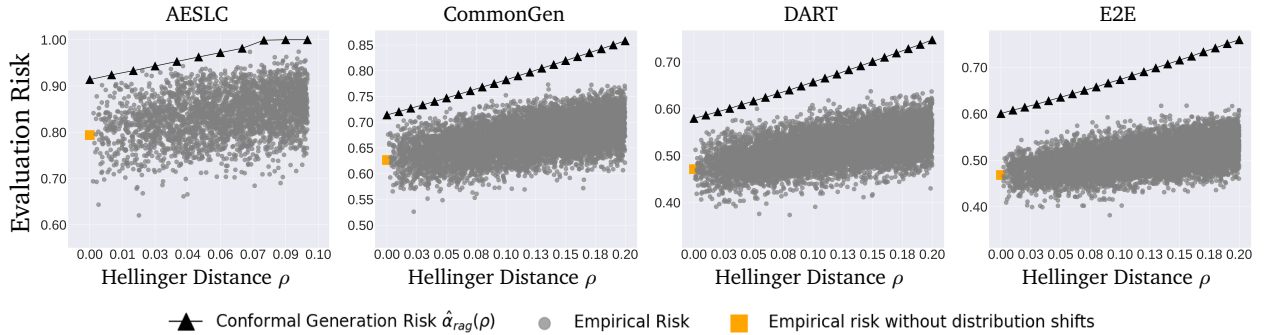 AESLC CommonGen DART E2E
Evaluation Risk
1.00
0.90
0.80
0.70
0.60
0.00 0.01 0.03 0.04 0.06 0.07 0.09 0.10
Hellinger Distance ρ
0.85
0.80
0.75
0.70
0.65
0.60
0.55
0.50
0.00 0.03 0.05 0.08 0.10 0.13 0.15 0.18 0.20
Hellinger Distance ρ
0.70
0.60
0.50
0.40
0.00 0.03 0.05 0.08 0.10 0.13 0.15 0.18 0.20
Hellinger Distance ρ
0.70
0.60
0.50
0.40
0.00 0.03 0.05 0.08 0.10 0.13 0.15 0.18 0.20
Hellinger Distance ρ
Conformal Generation Risk α̂_rag(ρ) Empirical Risk Empirical risk without distribution shifts